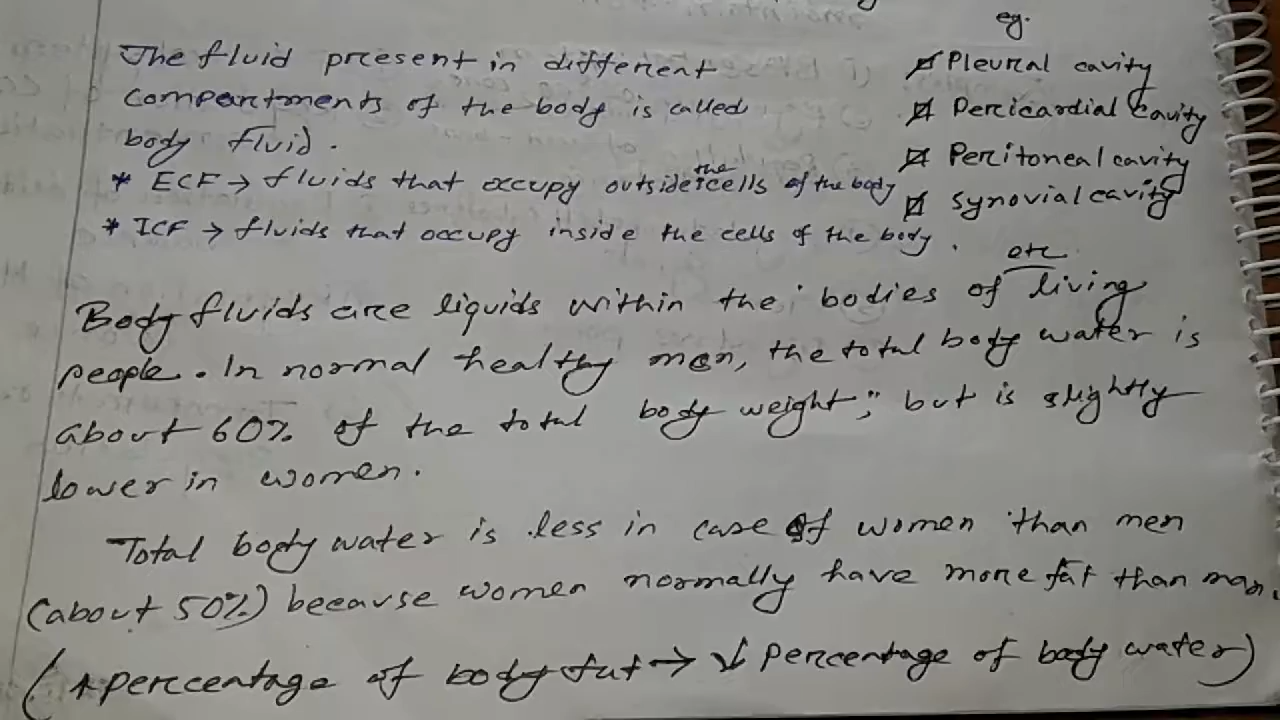 eg.
The fluid present in different
compartments of the body is called
body fluid.
* ECF → fluids that occupy outside the cells of the body
* ICF → fluids that occupy inside the cells of the body.
Pleural cavity
Pericardial cavity
Peritoneal cavity
Synovial cavity
etc
Body fluids are liquids within the bodies of living
people. In normal healthy men, the total body water is
about 60% of the total body weight; but is slightly
lower in women.
Total body water is less in case of women than men
(about 50%) because women normally have more fat than man.
(↑ percentage of body fat → ↓ percentage of body water)